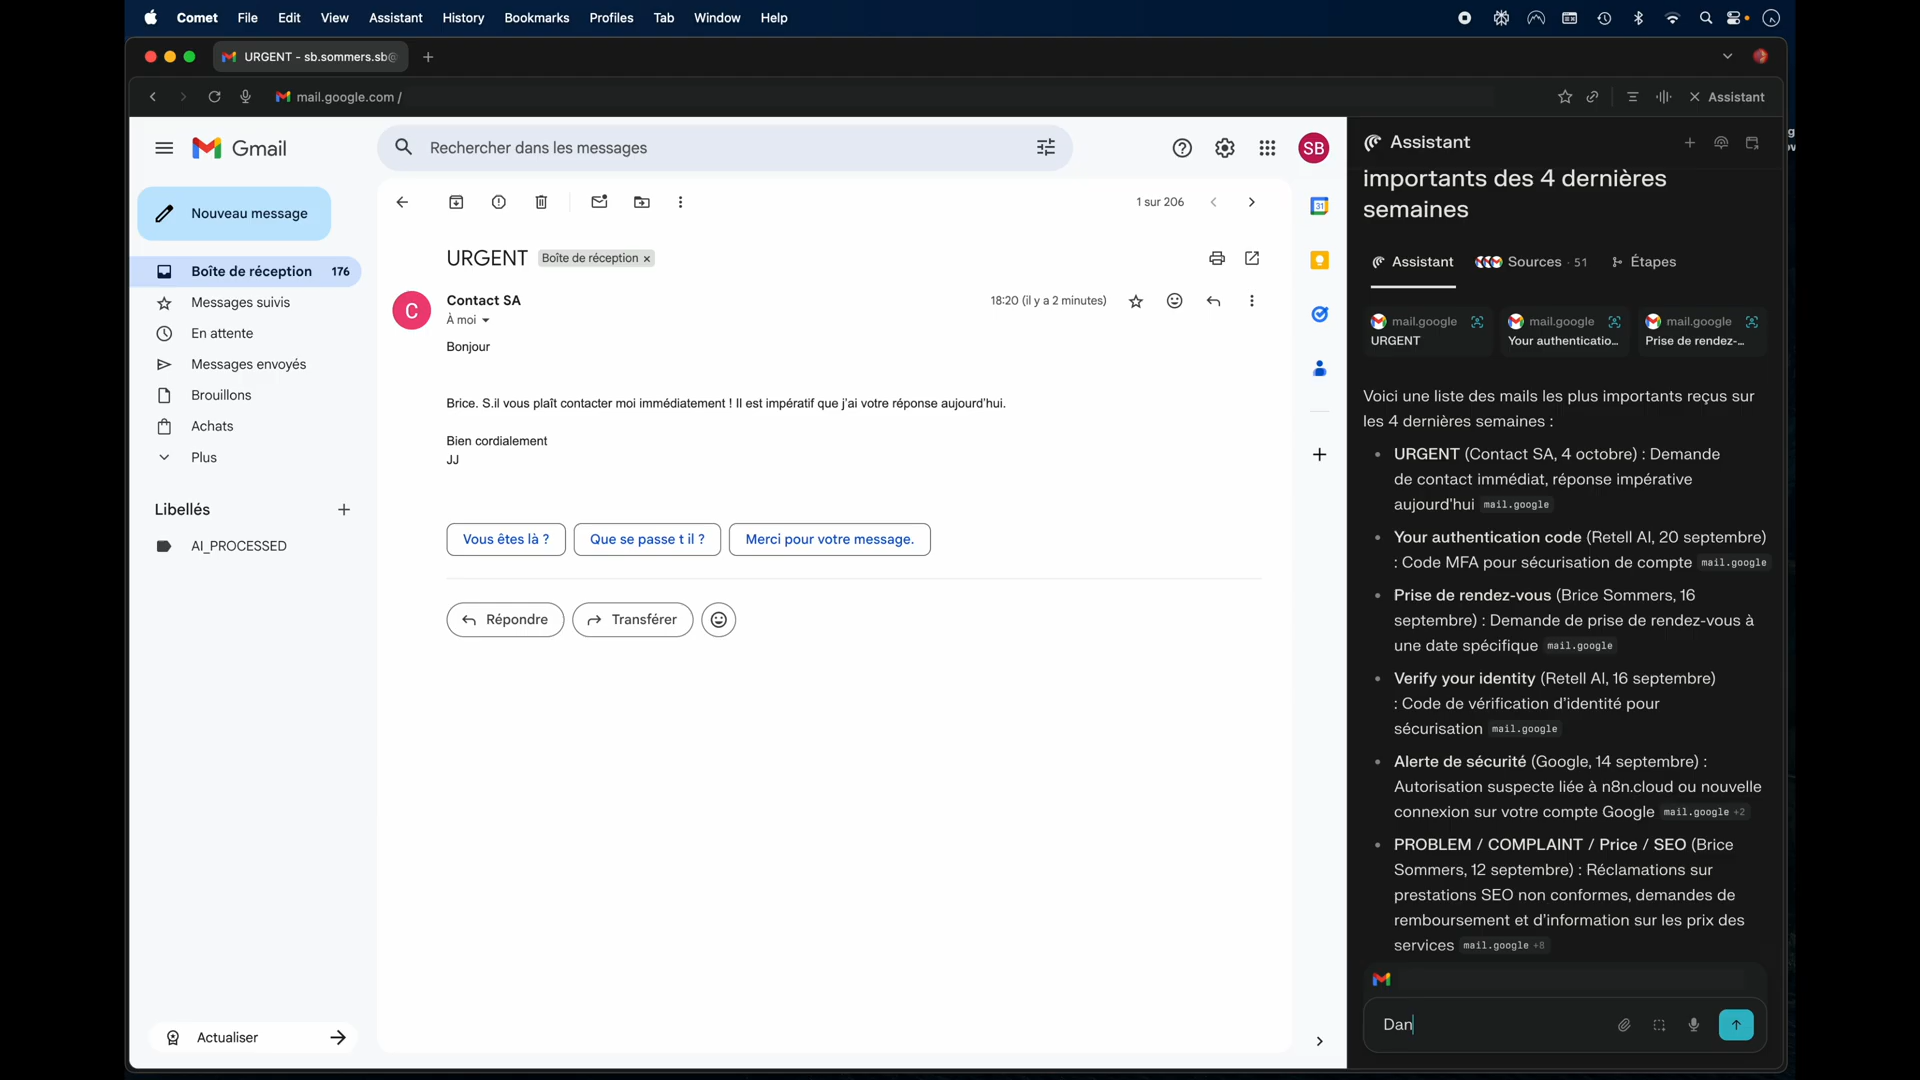 Comet File Edit View Assistant History Bookmarks Profiles Tab Window Help
URGENT - sb.sommers.sb@
mail.google.com /
Assistant
Gmail
Rechercher dans les messages
SB
Nouveau message
1 sur 206
Boîte de réception 176
Messages suivis
En attente
Messages envoyés
Brouillons
Achats
Plus
Libellés
AI_PROCESSED
Actualiser
URGENT Boîte de réception ×
C
Contact SA
18:20 (il y a 2 minutes)
À moi
Bonjour
Brice. S.il vous plaît contacter moi immédiatement ! Il est impératif que j'ai votre réponse aujourd'hui.
Bien cordialement
JJ
Vous êtes là ? Que se passe t il ? Merci pour votre message.
Répondre Transférer
31
Assistant
importants des 4 dernières
semaines
Assistant Sources · 51 Étapes
mail.google mail.google mail.google
URGENT Your authenticatio... Prise de rendez-...
Voici une liste des mails les plus importants reçus sur
les 4 dernières semaines :
• URGENT (Contact SA, 4 octobre) : Demande
de contact immédiat, réponse impérative
aujourd'hui mail.google
• Your authentication code (Retell AI, 20 septembre)
: Code MFA pour sécurisation de compte mail.google
• Prise de rendez-vous (Brice Sommers, 16
septembre) : Demande de prise de rendez-vous à
une date spécifique mail.google
• Verify your identity (Retell AI, 16 septembre)
: Code de vérification d'identité pour
sécurisation mail.google
• Alerte de sécurité (Google, 14 septembre) :
Autorisation suspecte liée à n8n.cloud ou nouvelle
connexion sur votre compte Google mail.google +2
• PROBLEM / COMPLAINT / Price / SEO (Brice
Sommers, 12 septembre) : Réclamations sur
prestations SEO non conformes, demandes de
remboursement et d'information sur les prix des
services mail.google +8
Dan